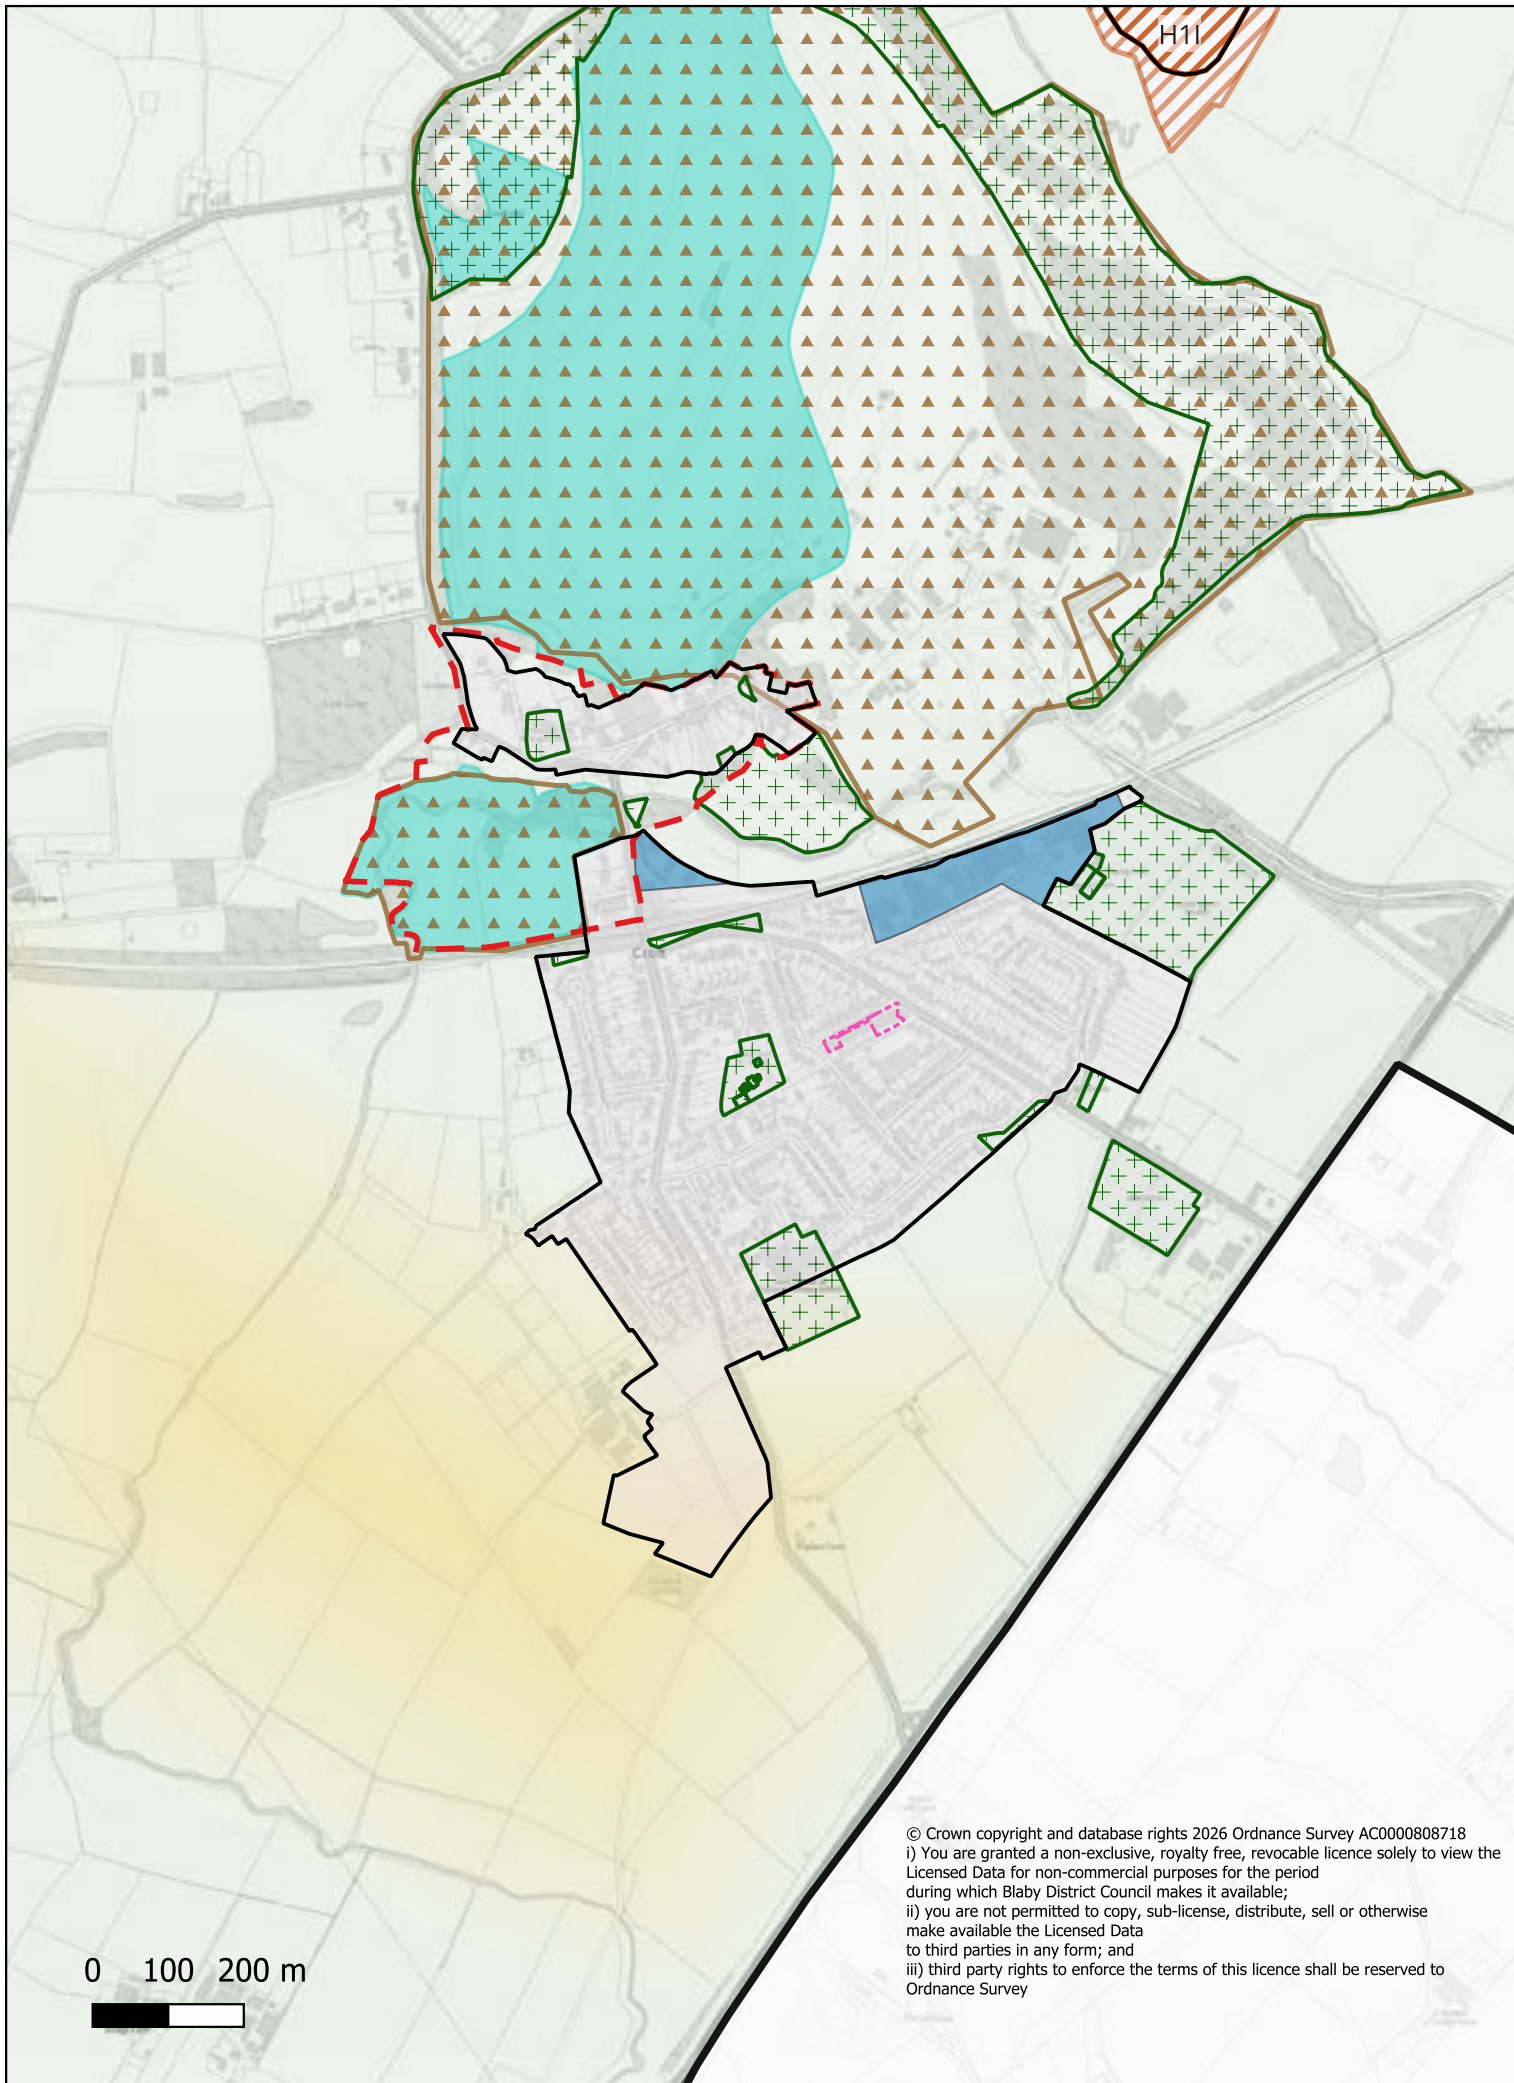 H1I
Croft
© Crown copyright and database rights 2026 Ordnance Survey AC0000808718
i) You are granted a non-exclusive, royalty free, revocable licence solely to view the
Licensed Data for non-commercial purposes for the period
during which Blaby District Council makes it available;
ii) you are not permitted to copy, sub-license, distribute, sell or otherwise
make available the Licensed Data
to third parties in any form; and
iii) third party rights to enforce the terms of this licence shall be reserved to
Ordnance Survey
0 100 200 m